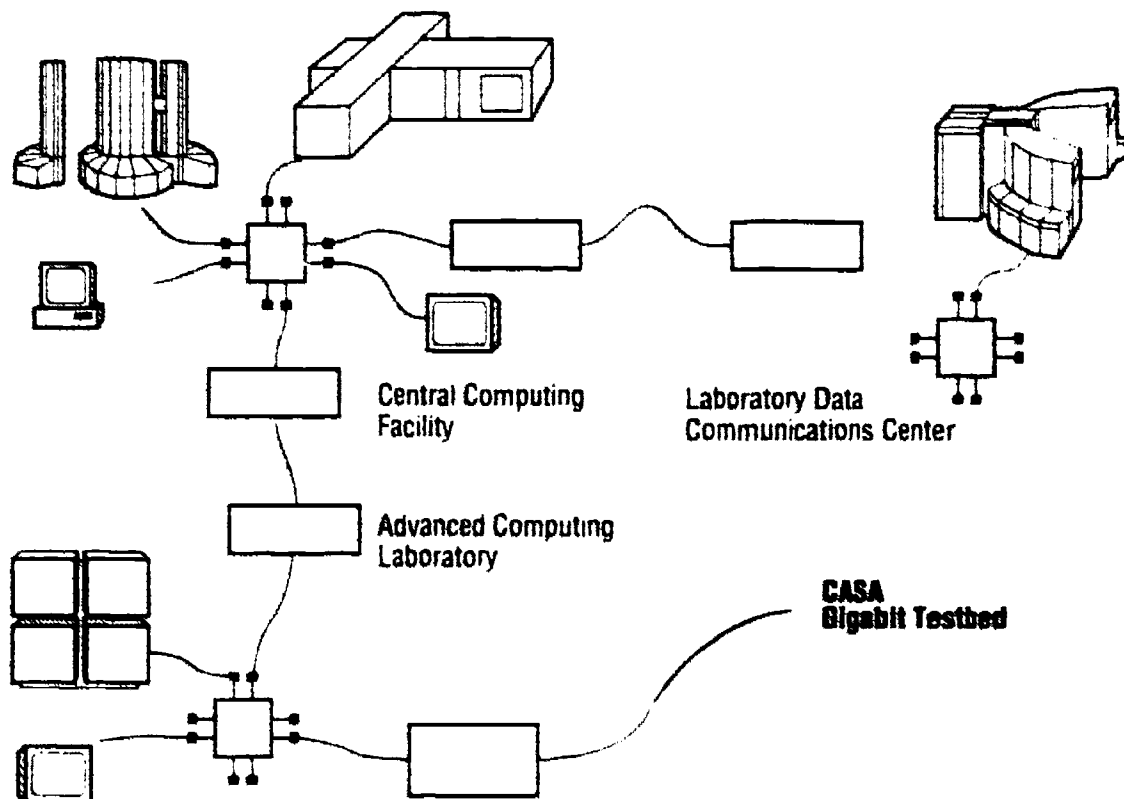 Central Computing
Facility
Laboratory Data
Communications Center
Advanced Computing
Laboratory
CASA
Gigabit Testbed